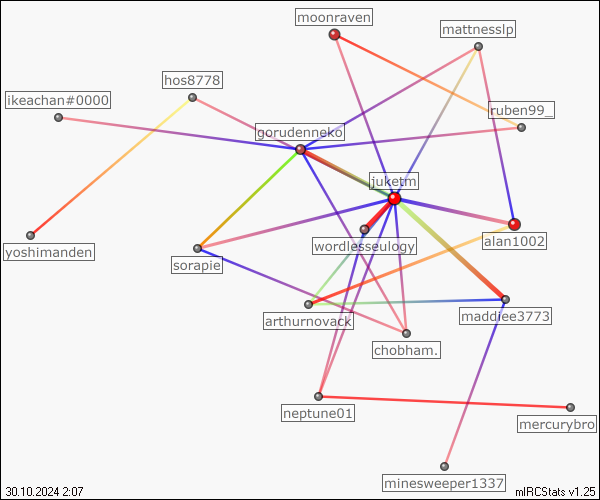 moonraven
mattnesslp
hos8778
ikeachan#0000
ruben99_
gorudenneko
juketm
alan1002
wordlesseulogy
yoshimanden
sorapie
arthurnovack
maddiee3773
chobham.
neptune01
mercurybro
minesweeper1337
30.10.2024 2:07
mIRCStats v1.25